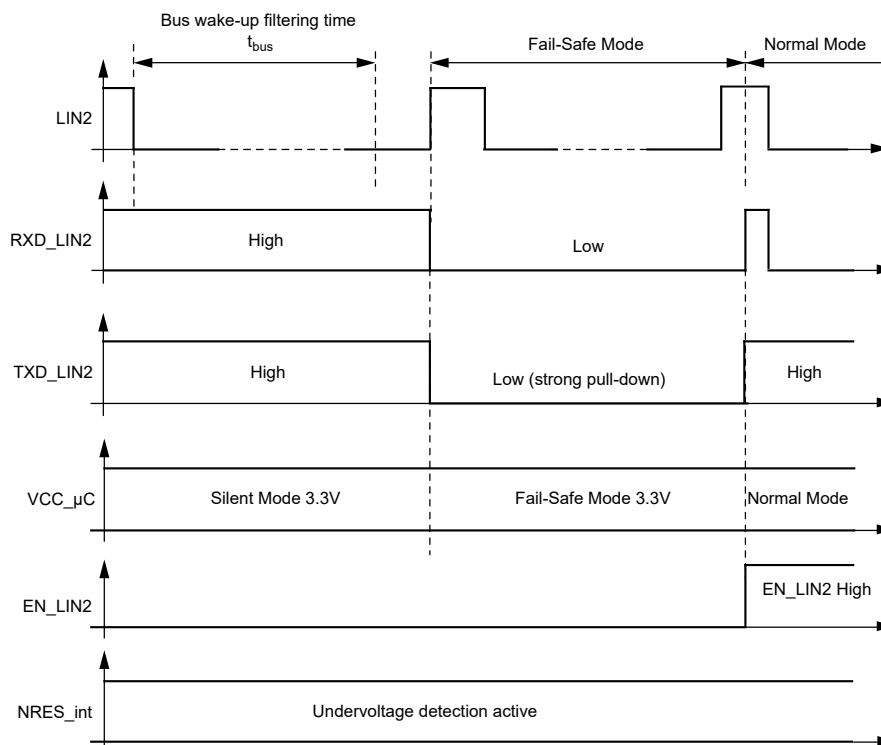 Bus wake-up filtering time
tbus
Fail-Safe Mode
Normal Mode
LIN2
RXD_LIN2
High
Low
TXD_LIN2
High
Low (strong pull-down)
High
VCC_µC
Silent Mode 3.3V
Fail-Safe Mode 3.3V
Normal Mode
EN_LIN2
EN_LIN2 High
NRES_int
Undervoltage detection active